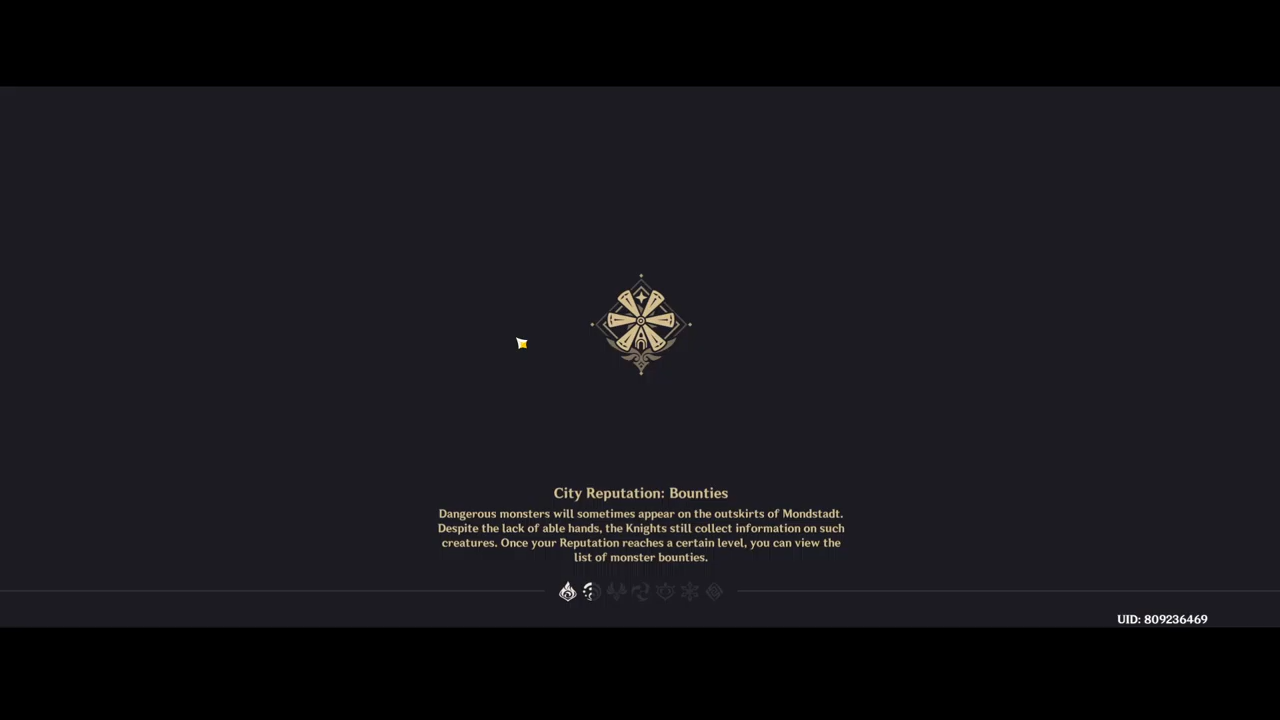 City Reputation: Bounties
Dangerous monsters will sometimes appear on the outskirts of Mondstadt.
Despite the lack of able hands, the Knights still collect information on such
creatures. Once your Reputation reaches a certain level, you can view the
list of monster bounties.
UID: 809236469